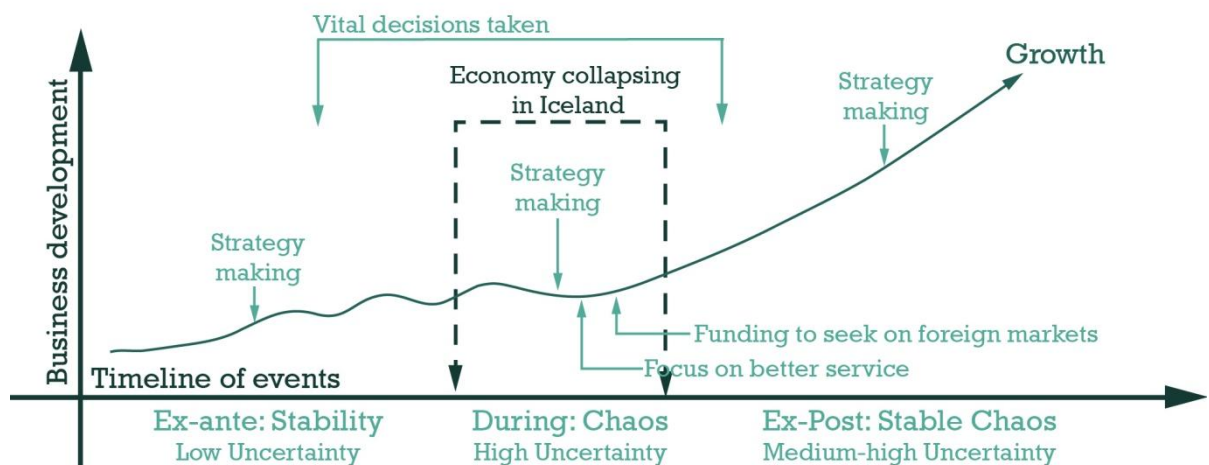 Vital decisions taken
Growth
Economy collapsing
in Iceland
Strategy
making
Strategy
making
Strategy
making
Business development
Funding to seek on foreign markets
Focus on better service
Timeline of events
Ex-ante: Stability
Low Uncertainty
During: Chaos
High Uncertainty
Ex-Post: Stable Chaos
Medium-high Uncertainty